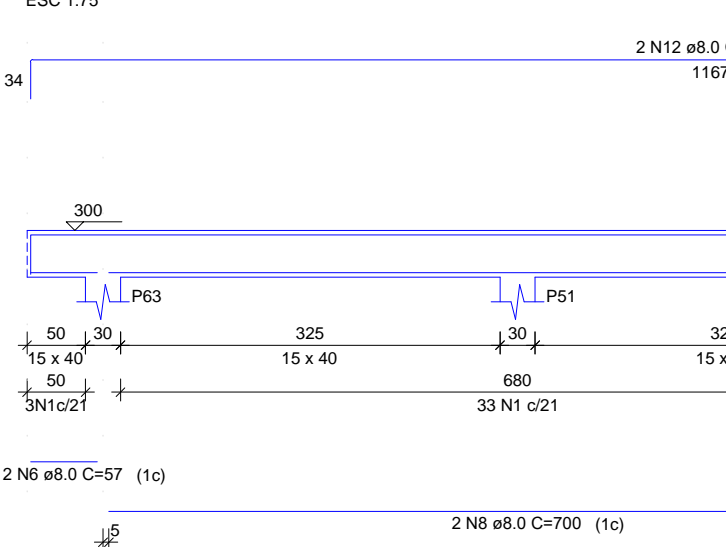 ESC 1:75
2 N12 ø8.0
34
1167
300
P63
P51
50 30 325 30
15 x 40 15 x 40 15 x
50 680
3N1c/21 33 N1 c/21
2 N6 ø8.0 C=57 (1c)
2 N8 ø8.0 C=700 (1c)
5